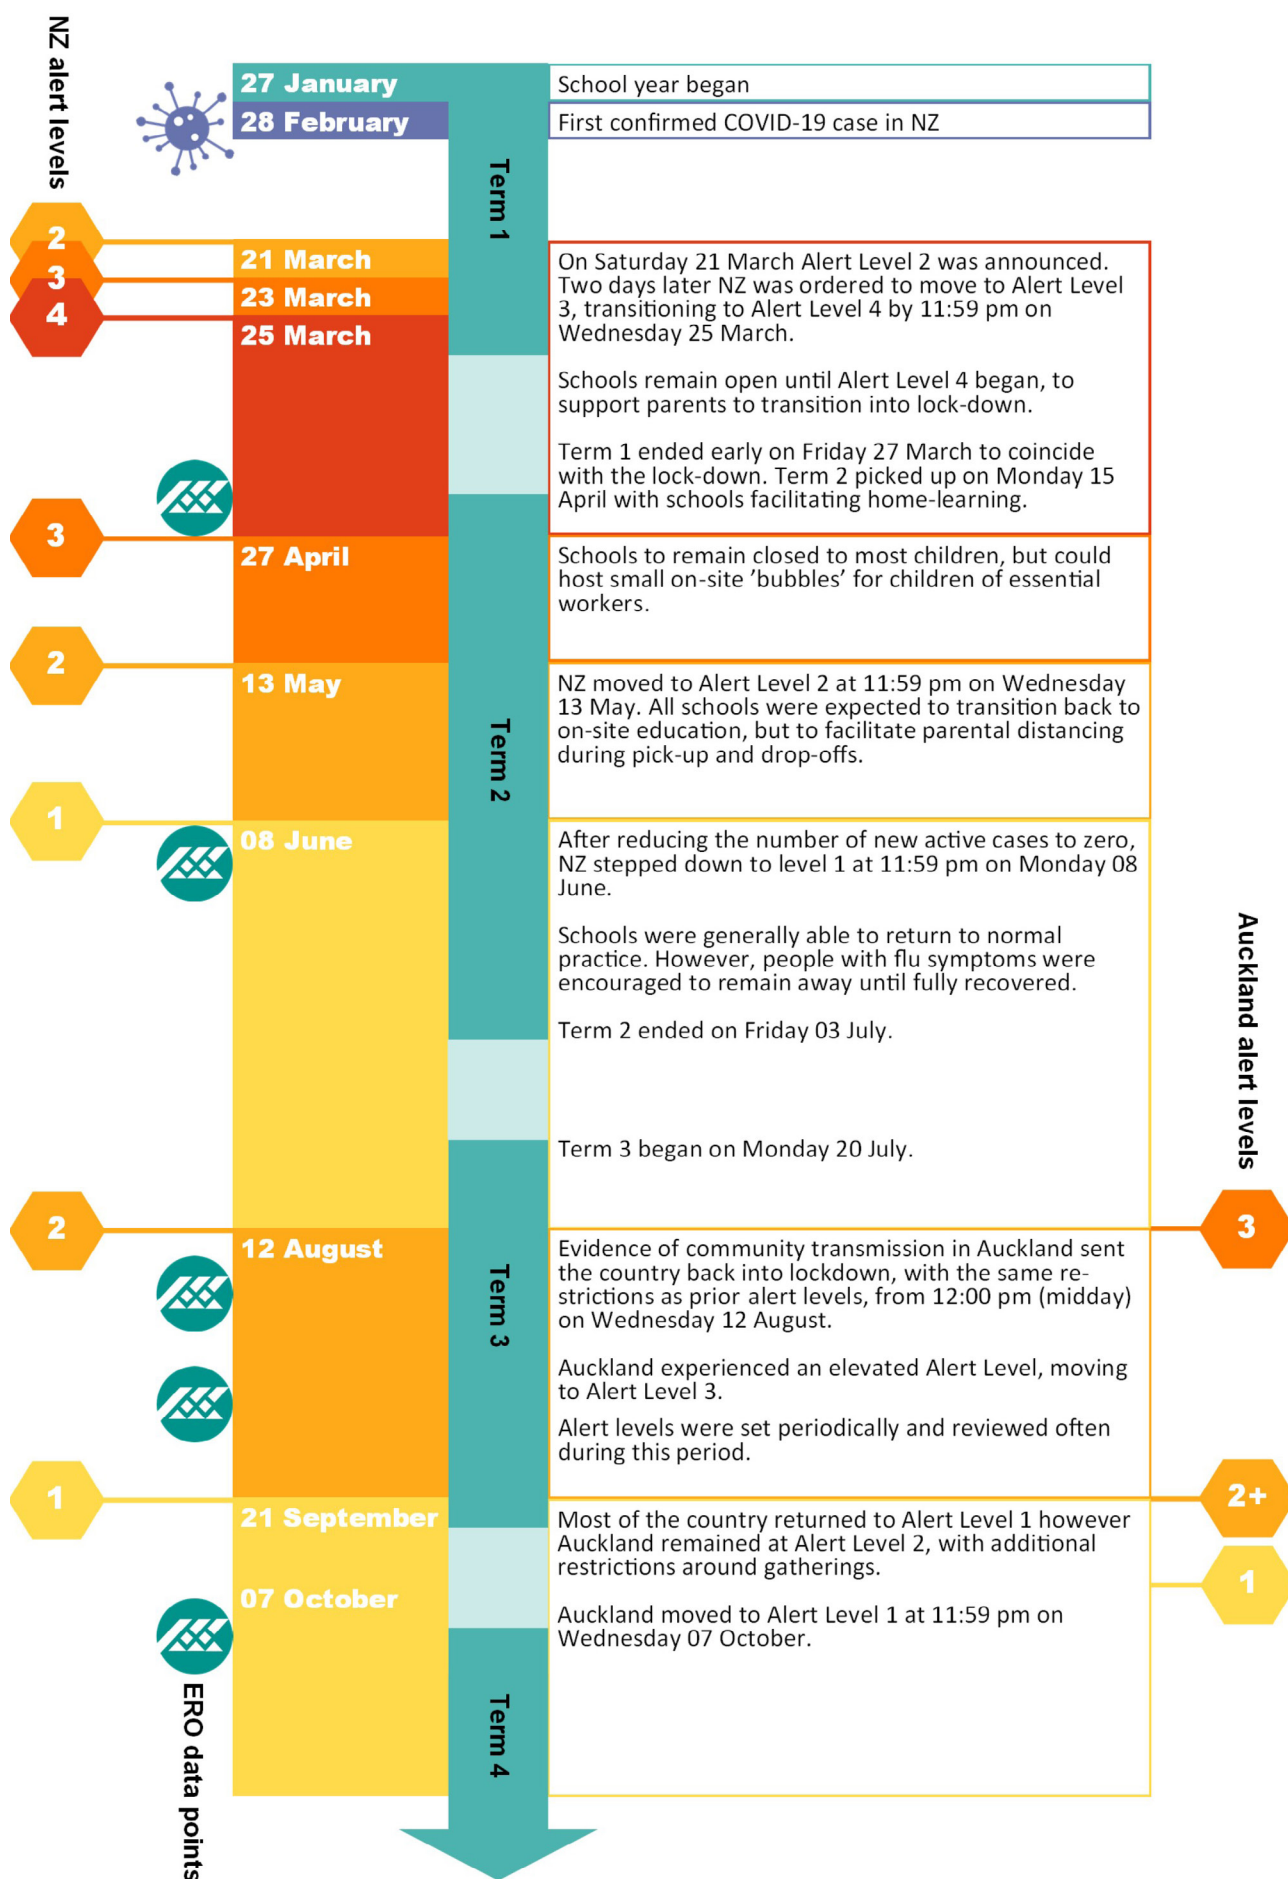 NZ alert levels
27 January
School year began
28 February
First confirmed COVID-19 case in NZ
Term 1
2
3
4
21 March
23 March
25 March
On Saturday 21 March Alert Level 2 was announced.
Two days later NZ was ordered to move to Alert Level
3, transitioning to Alert Level 4 by 11:59 pm on
Wednesday 25 March.
Schools remain open until Alert Level 4 began, to
support parents to transition into lock-down.
Term 1 ended early on Friday 27 March to coincide
with the lock-down. Term 2 picked up on Monday 15
April with schools facilitating home-learning.
3
27 April
Schools to remain closed to most children, but could
host small on-site ’bubbles’ for children of essential
workers.
2
13 May
NZ moved to Alert Level 2 at 11:59 pm on Wednesday
13 May. All schools were expected to transition back to
on-site education, but to facilitate parental distancing
during pick-up and drop-offs.
Term 2
1
08 June
After reducing the number of new active cases to zero,
NZ stepped down to level 1 at 11:59 pm on Monday 08
June.
Schools were generally able to return to normal
practice. However, people with flu symptoms were
encouraged to remain away until fully recovered.
Term 2 ended on Friday 03 July.
Term 3 began on Monday 20 July.
Auckland alert levels
2
12 August
3
Evidence of community transmission in Auckland sent
the country back into lockdown, with the same re-
strictions as prior alert levels, from 12:00 pm (midday)
on Wednesday 12 August.
Auckland experienced an elevated Alert Level, moving
to Alert Level 3.
Alert levels were set periodically and reviewed often
during this period.
Term 3
1
21 September
2+
Most of the country returned to Alert Level 1 however
Auckland remained at Alert Level 2, with additional
restrictions around gatherings.
07 October
1
Auckland moved to Alert Level 1 at 11:59 pm on
Wednesday 07 October.
Term 4
ERO data points